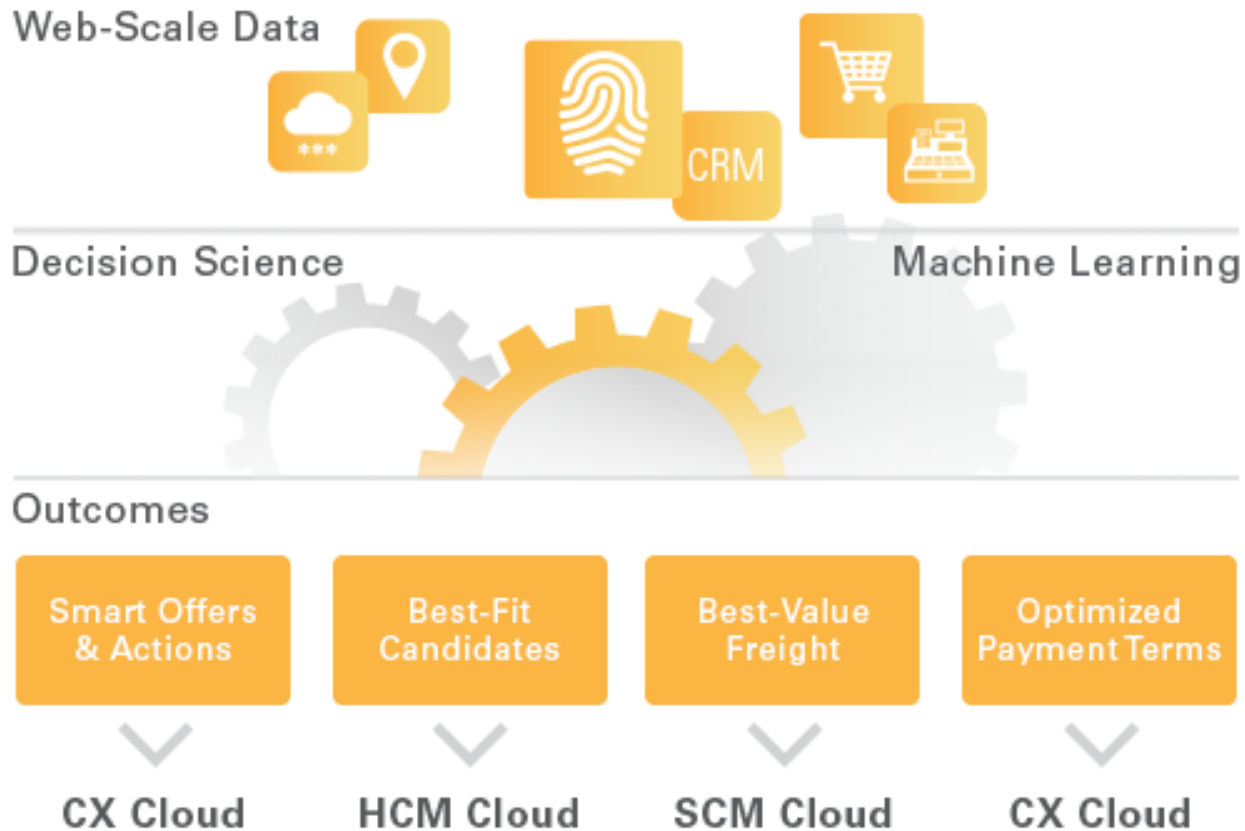 Web-Scale Data
***
CRM
Decision Science
Machine Learning
Outcomes
Smart Offers
& Actions
Best-Fit
Candidates
Best-Value
Freight
Optimized
Payment Terms
CX Cloud
HCM Cloud
SCM Cloud
CX Cloud